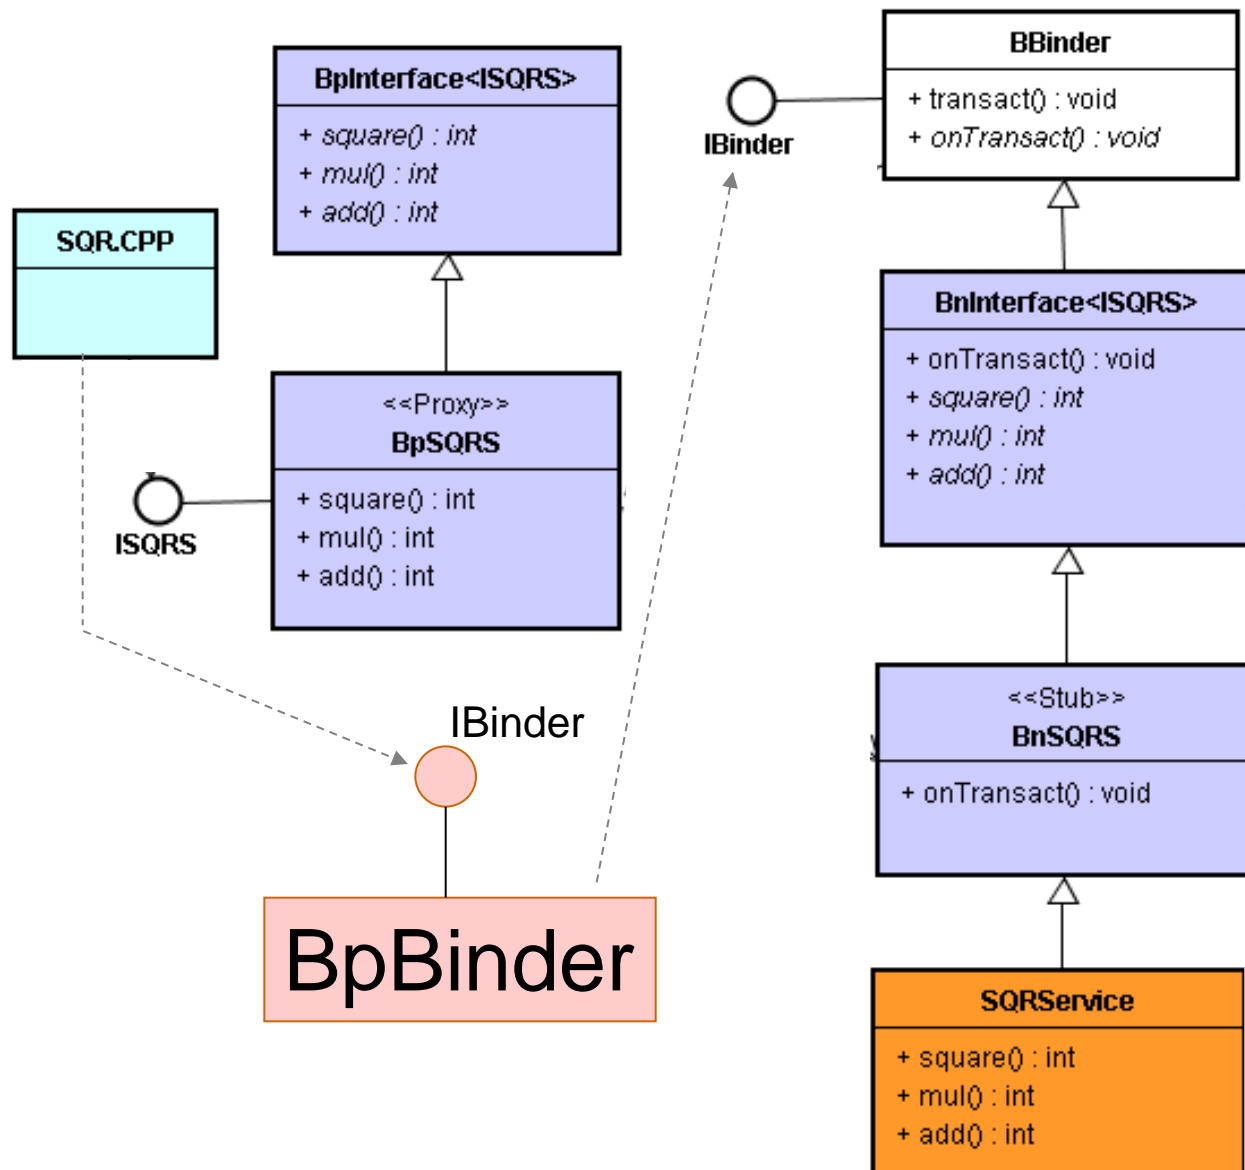 BpInterface<ISQRS>
+ square() : int
+ mul() : int
+ add() : int
SQR.CPP
<<Proxy>>
BpSQRS
+ square() : int
+ mul() : int
+ add() : int
ISQRS
IBinder
BpBinder
BBinder
+ transact() : void
+ onTransact() : void
IBinder
BnInterface<ISQRS>
+ onTransact() : void
+ square() : int
+ mul() : int
+ add() : int
<<Stub>>
BnSQRS
+ onTransact() : void
SQRService
+ square() : int
+ mul() : int
+ add() : int